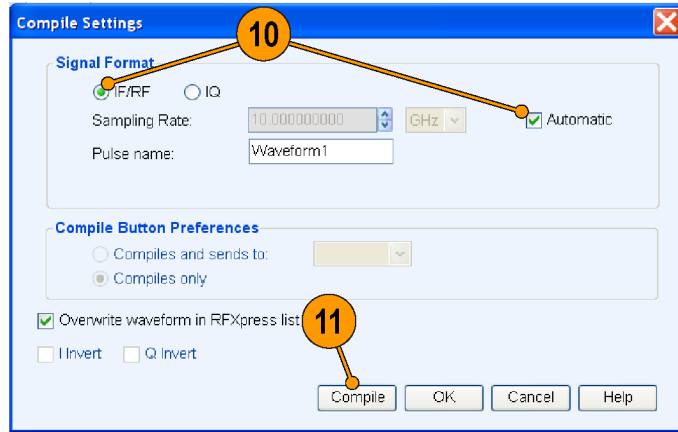 Compile Settings
10
Signal Format
IF/RF IQ
Sampling Rate: 10.000000000 GHz Automatic
Pulse name: Waveform1
Compile Button Preferences
Compiles and sends to:
Compiles only
Overwrite waveform in RFXpress list
11
I Invert Q Invert
Compile OK Cancel Help